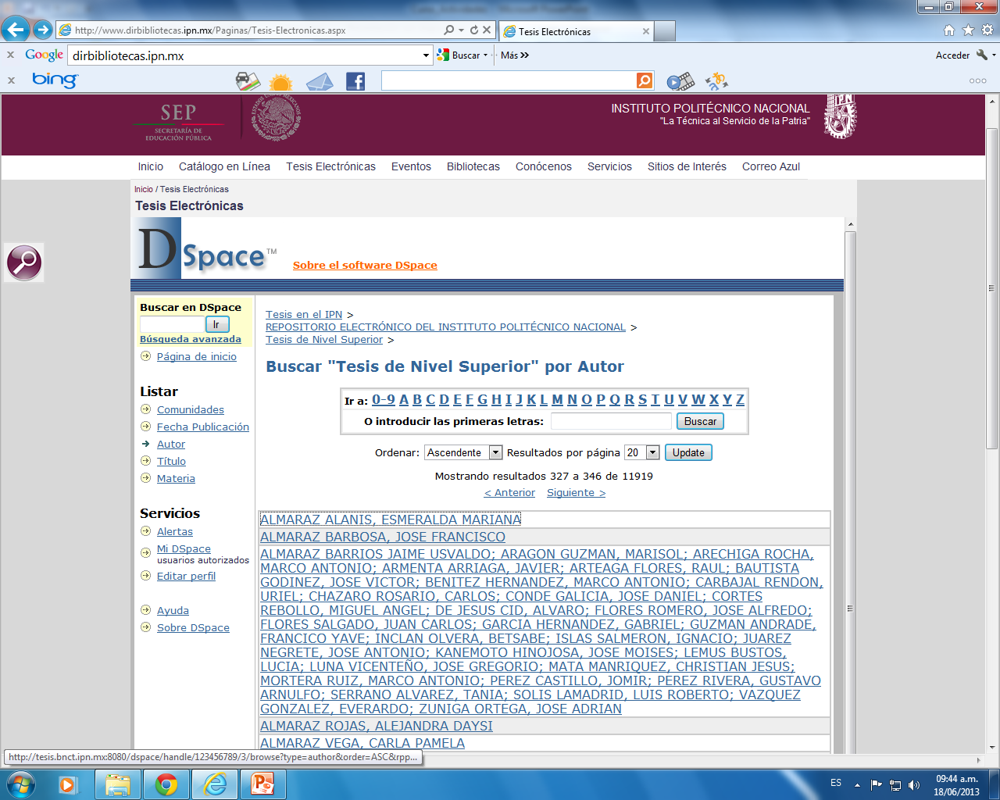 http://www.dirbibliotecas.ipn.mx/Paginas/Tesis-Electronicas.aspx
Tesis Electrónicas
x Google dirbibliotecas.ipn.mx Buscar Más Acceder
x bing
SEP
SECRETARÍA DE
EDUCACIÓN PÚBLICA
INSTITUTO POLITÉCNICO NACIONAL
"La Técnica al Servicio de la Patria"
IPN
Inicio Catálogo en Línea Tesis Electrónicas Eventos Bibliotecas Conócenos Servicios Sitios de Interés Correo Azul
Inicio / Tesis Electrónicas
Tesis Electrónicas
DSpace™
Sobre el software DSpace
Buscar en DSpace
Ir
Búsqueda avanzada
Página de inicio
Listar
Comunidades
Fecha Publicación
Autor
Título
Materia
Servicios
Alertas
Mi DSpace
usuarios autorizados
Editar perfil
Ayuda
Sobre DSpace
Tesis en el IPN >
REPOSITORIO ELECTRÓNICO DEL INSTITUTO POLITÉCNICO NACIONAL >
Tesis de Nivel Superior >
Buscar "Tesis de Nivel Superior" por Autor
Ir a: 0-9 A B C D E F G H I J K L M N O P Q R S T U V W X Y Z
O introducir las primeras letras: Buscar
Ordenar: Ascendente Resultados por página 20 Update
Mostrando resultados 327 a 346 de 11919
< Anterior Siguiente >
ALMARAZ ALANIS, ESMERALDA MARIANA
ALMARAZ BARBOSA, JOSE FRANCISCO
ALMARAZ BARRIOS JAIME USVALDO; ARAGON GUZMAN, MARISOL; ARECHIGA ROCHA,
MARCO ANTONIO; ARMENTA ARRIAGA, JAVIER; ARTEAGA FLORES, RAUL; BAUTISTA
GODINEZ, JOSE VICTOR; BENITEZ HERNANDEZ, MARCO ANTONIO; CARBAJAL RENDON,
URIEL; CHAZARO ROSARIO, CARLOS; CONDE GALICIA, JOSE DANIEL; CORTES
REBOLLO, MIGUEL ANGEL; DE JESUS CID, ALVARO; FLORES ROMERO, JOSE ALFREDO;
FLORES SALGADO, JUAN CARLOS; GARCIA HERNANDEZ, GABRIEL; GUZMAN ANDRADE,
FRANCICO YAVE; INCLAN OLVERA, BETSABE; ISLAS SALMERON, IGNACIO; JUAREZ
NEGRETE, JOSE ANTONIO; KANEMOTO HINOJOSA, JOSE MOISES; LEMUS BUSTOS,
LUCIA; LUNA VICENTEÑO, JOSE GREGORIO; MATA MANRIQUEZ, CHRISTIAN JESUS;
MORTERA RUIZ, MARCO ANTONIO; PEREZ CASTILLO, JOMIR; PEREZ RIVERA, GUSTAVO
ARNULFO; SERRANO ALVAREZ, TANIA; SOLIS LAMADRID, LUIS ROBERTO; VAZQUEZ
GONZALEZ, EVERARDO; ZUNIGA ORTEGA, JOSE ADRIAN
ALMARAZ ROJAS, ALEJANDRA DAYSI
ALMARAZ VEGA, CARLA PAMELA
http://tesis.bnct.ipn.mx:8080/dspace/handle/123456789/3/browse?type=author&order=ASC&rpp...
ES
09:44 a.m.
18/06/2013